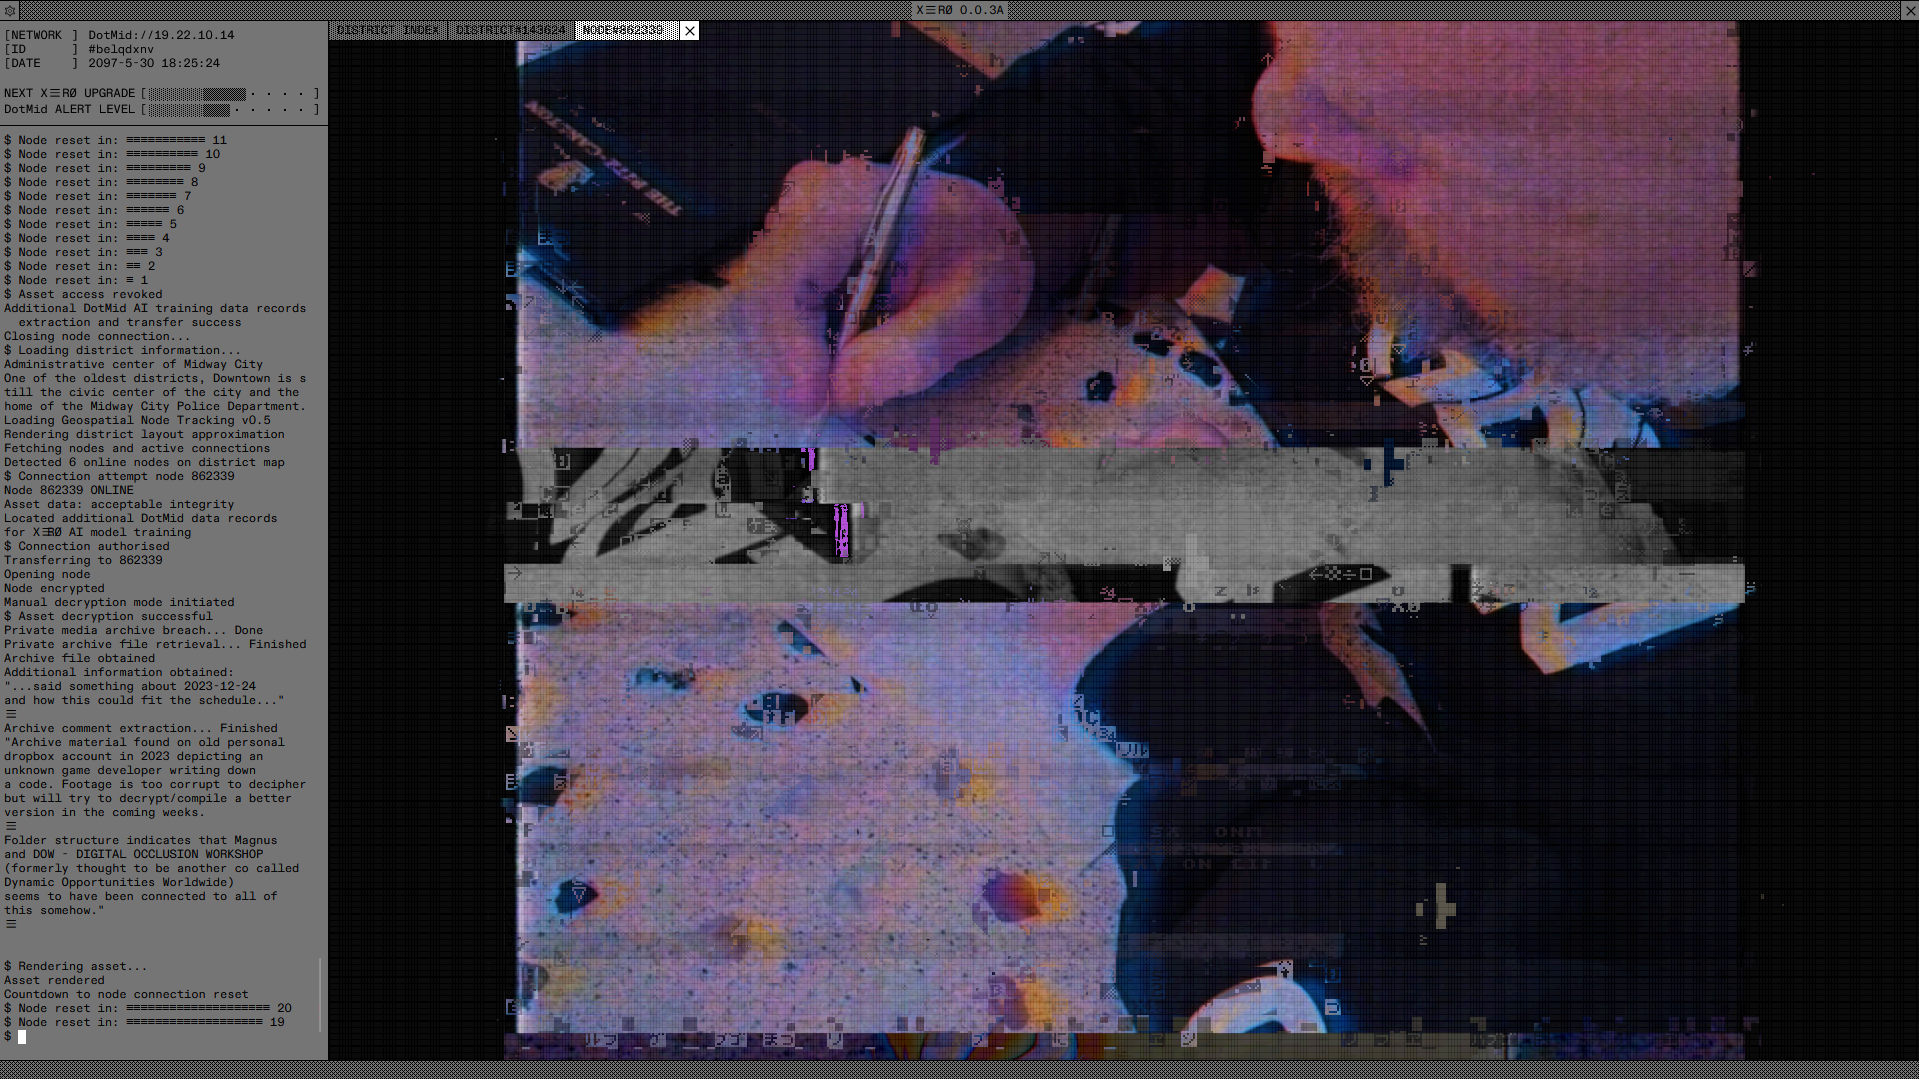 X☰RØ 0.0.3A
DISTRICT INDEX
DISTRICT#143624
NODE#862339
[NETWORK ] DotMid://19.22.10.14
[ID ] #belqdxnv
[DATE ] 2097-5-30 18:25:24
NEXT X☰RØ UPGRADE [ · · · · ]
DotMid ALERT LEVEL [ · · · · · ]
$ Node reset in: ≡≡≡≡≡≡≡≡≡≡≡ 11
$ Node reset in: ≡≡≡≡≡≡≡≡≡≡ 10
$ Node reset in: ≡≡≡≡≡≡≡≡≡ 9
$ Node reset in: ≡≡≡≡≡≡≡≡ 8
$ Node reset in: ≡≡≡≡≡≡≡ 7
$ Node reset in: ≡≡≡≡≡≡ 6
$ Node reset in: ≡≡≡≡≡ 5
$ Node reset in: ≡≡≡≡ 4
$ Node reset in: ≡≡≡ 3
$ Node reset in: ≡≡ 2
$ Node reset in: ≡ 1
$ Asset access revoked
Additional DotMid AI training data records
extraction and transfer success
Closing node connection...
$ Loading district information...
Administrative center of Midway City
One of the oldest districts, Downtown is s
till the civic center of the city and the
home of the Midway City Police Department.
Loading Geospatial Node Tracking v0.5
Rendering district layout approximation
Fetching nodes and active connections
Detected 6 online nodes on district map
$ Connection attempt node 862339
Node 862339 ONLINE
Asset data: acceptable integrity
Located additional DotMid data records
for X☰RØ AI model training
$ Connection authorised
Transferring to 862339
Opening node
Node encrypted
Manual decryption mode initiated
$ Asset decryption successful
Private media archive breach... Done
Private archive file retrieval... Finished
Archive file obtained
Additional information obtained:
"...said something about 2023-12-24
and how this could fit the schedule..."
☰
Archive comment extraction... Finished
"Archive material found on old personal
dropbox account in 2023 depicting an
unknown game developer writing down
a code. Footage is too corrupt to decipher
but will try to decrypt/compile a better
version in the coming weeks.
☰
Folder structure indicates that Magnus
and DOW - DIGITAL OCCLUSION WORKSHOP
(formerly thought to be another co called
Dynamic Opportunities Worldwide)
seems to have been connected to all of
this somehow."
☰
$ Rendering asset...
Asset rendered
Countdown to node connection reset
$ Node reset in: ≡≡≡≡≡≡≡≡≡≡≡≡≡≡≡≡≡≡≡≡ 20
$ Node reset in: ≡≡≡≡≡≡≡≡≡≡≡≡≡≡≡≡≡≡≡ 19
$